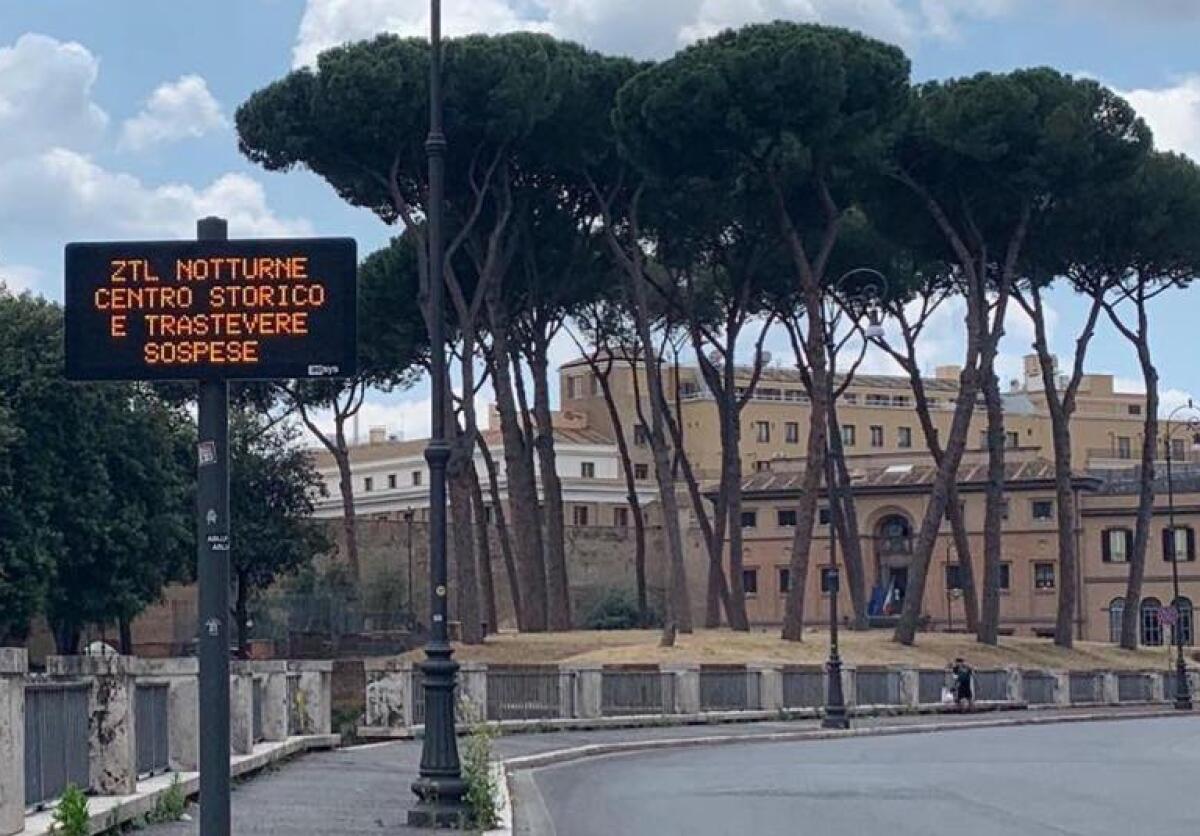 ZTL NOTTURNE
CENTRO STORICO
E TRASTEVERE
SOSPESE